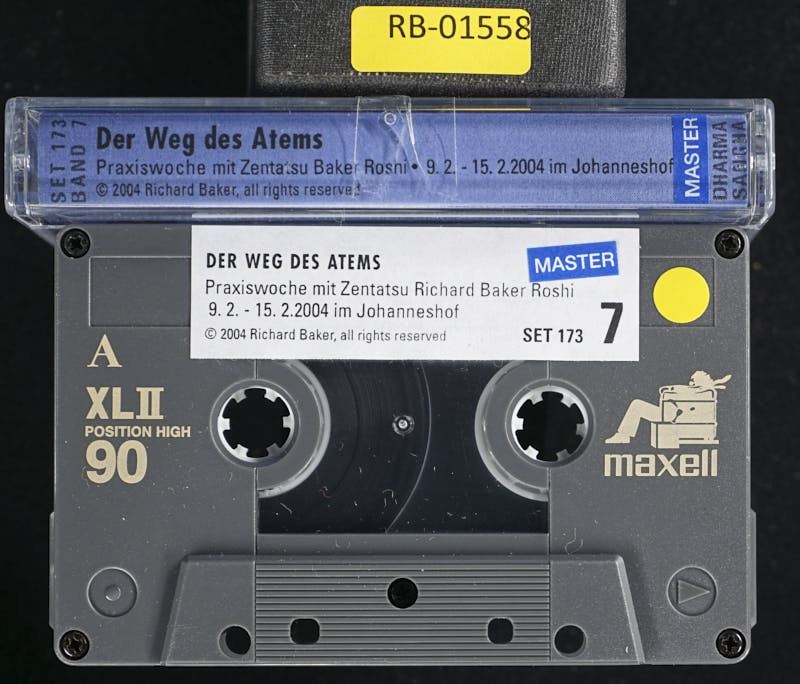 RB-01558
SET 173
BAND 7
Der Weg des Atems
Praxiswoche mit Zentatsu Baker Roshi • 9. 2. - 15. 2.2004 im Johanneshof
© 2004 Richard Baker, all rights reserved
MASTER
DHARMA
SANGHA
DER WEG DES ATEMS
MASTER
Praxiswoche mit Zentatsu Richard Baker Roshi
9. 2. - 15. 2.2004 im Johanneshof
© 2004 Richard Baker, all rights reserved
SET 173 7
A
XLII
POSITION HIGH
90
maxell